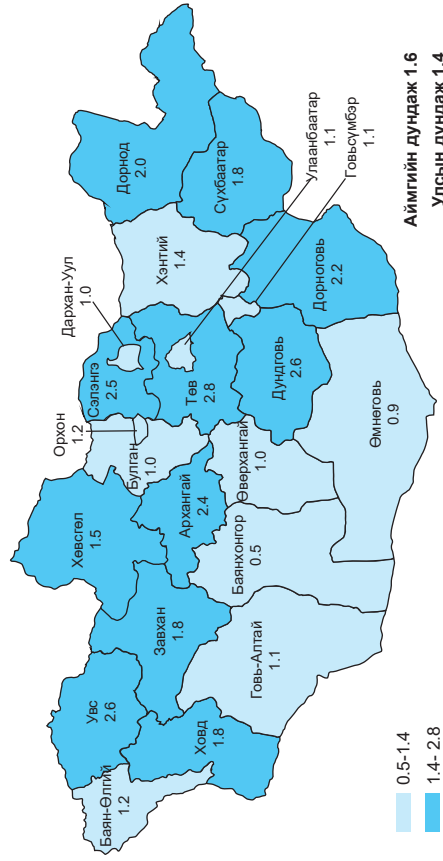 Баян-Өлгий
1.2
Увс
2.6
Ховд
1.8
Завхан
1.8
Говь-Алтай
1.1
Хөвсгөл
1.5
Архангай
2.4
Баянхонгор
0.5
Орхон
1.2
Булган
1.0
Өвөрхангай
1.0
Өмнөговь
0.9
Дархан-Уул
1.0
Сэлэнгэ
2.5
Төв
2.8
Дундговь
2.6
Хэнтий
1.4
Дорнод
2.0
Сүхбаатар
1.8
Дорноговь
2.2
Улаанбаатар
1.1
Говьсүмбэр
1.1
Аймгийн дундаж 1.6
Улсын дундаж 1.4
0.5-1.4
1.4- 2.8